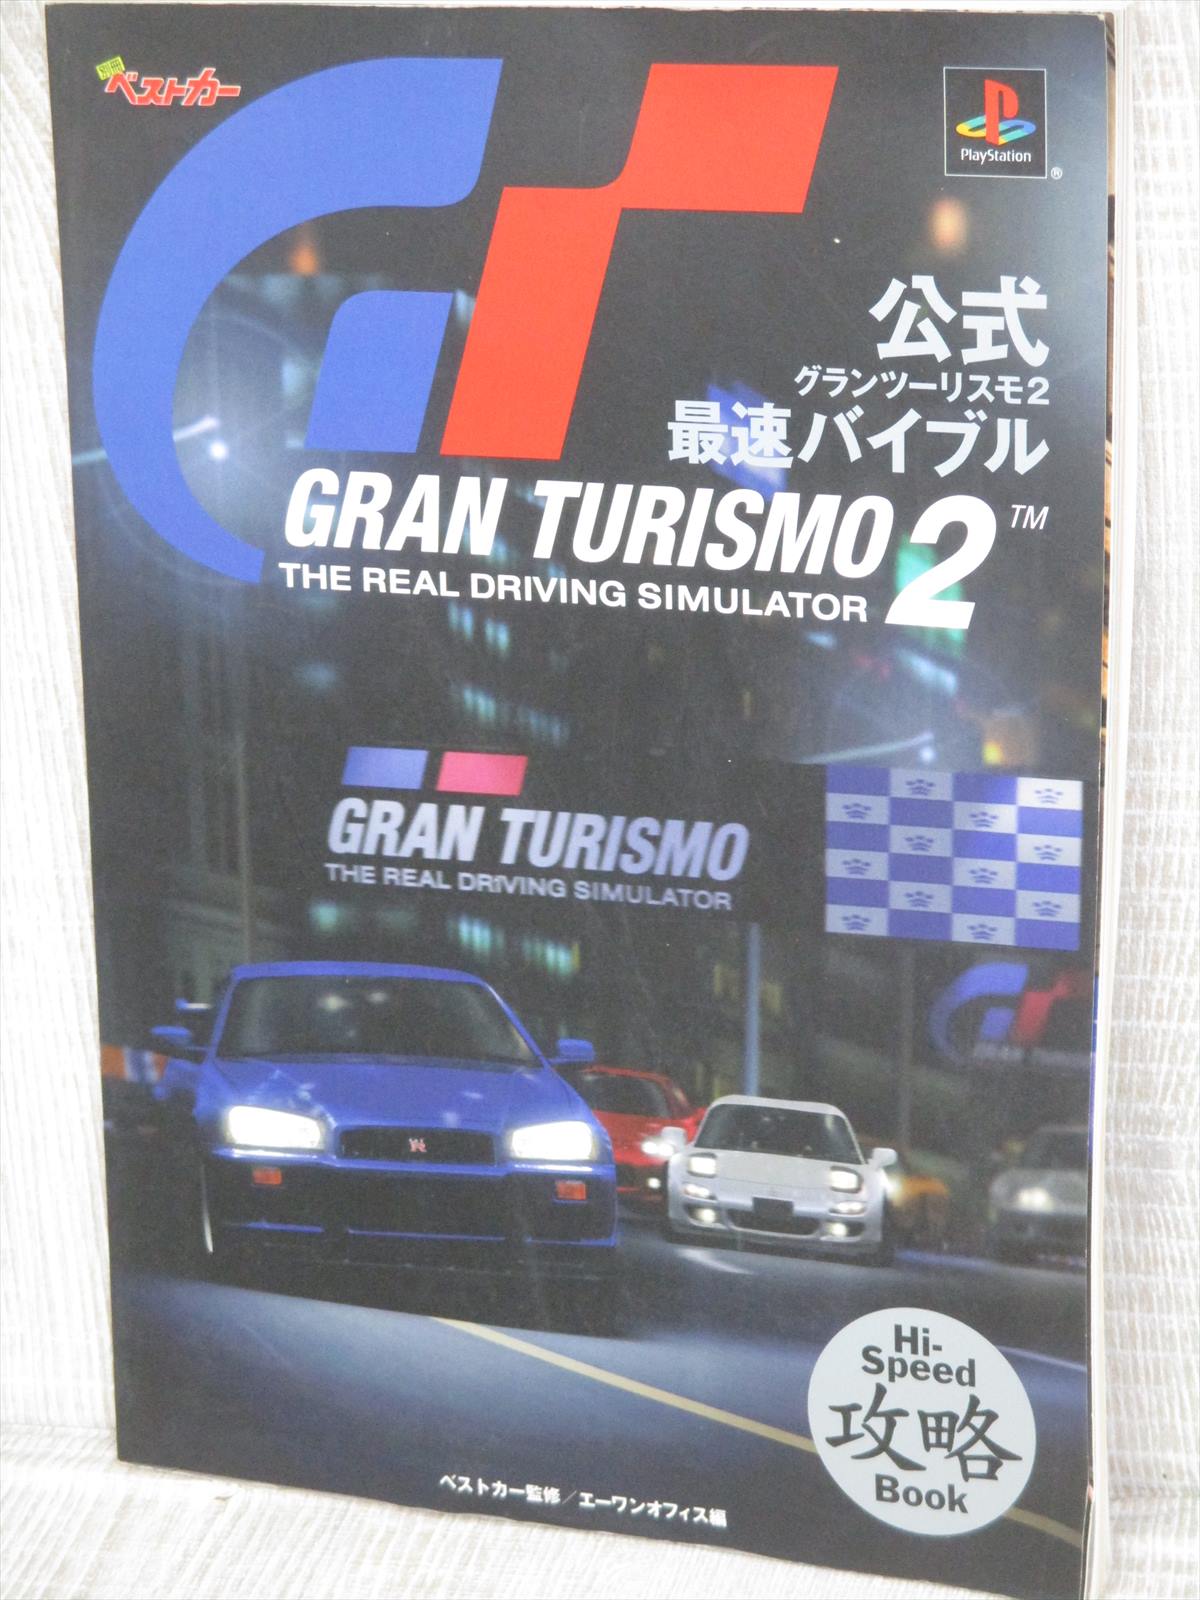 別冊
ベストカー
PlayStation
®
公式
グランツーリスモ2
最速バイブル
GRAN TURISMO 2™
THE REAL DRIVING SIMULATOR
GRAN TURISMO
THE REAL DRIVING SIMULATOR
GRAN TURISMO
R
Hi-
Speed
攻略
Book
ベストカー監修/エーワンオフィス編